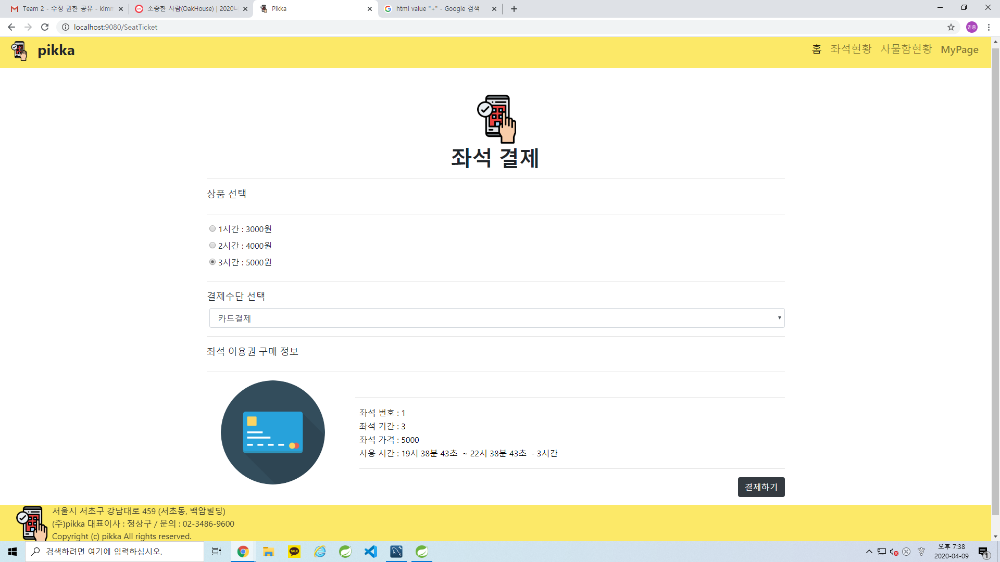 Team 2 - 수정 권한 공유 - kimm
소중한 사람(OakHouse) | 2020년
Pikka
html value "+" - Google 검색
localhost:9080/SeatTicket
민종
pikka
홈 좌석현황 사물함현황 MyPage
좌석 결제
상품 선택
1시간 : 3000원
2시간 : 4000원
3시간 : 5000원
결제수단 선택
카드결제
좌석 이용권 구매 정보
좌석 번호 : 1
좌석 기간 : 3
좌석 가격 : 5000
사용 시간 : 19시 38분 43초 ~ 22시 38분 43초 - 3시간
결제하기
서울시 서초구 강남대로 459 (서초동, 백암빌딩)
(주)pikka 대표이사 : 정상구 / 문의 : 02-3486-9600
Copyright (c) pikka All rights reserved.
검색하려면 여기에 입력하십시오.
TALK
오후 7:38
2020-04-09
1